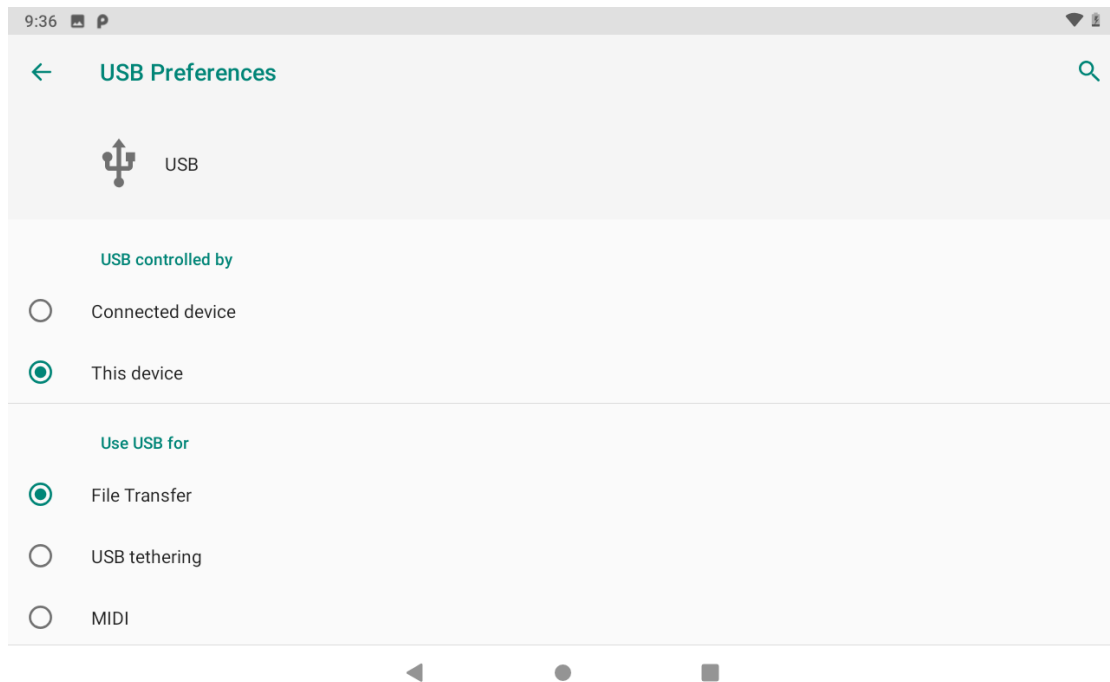 9:36
USB Preferences
USB
USB controlled by
Connected device
This device
Use USB for
File Transfer
USB tethering
MIDI